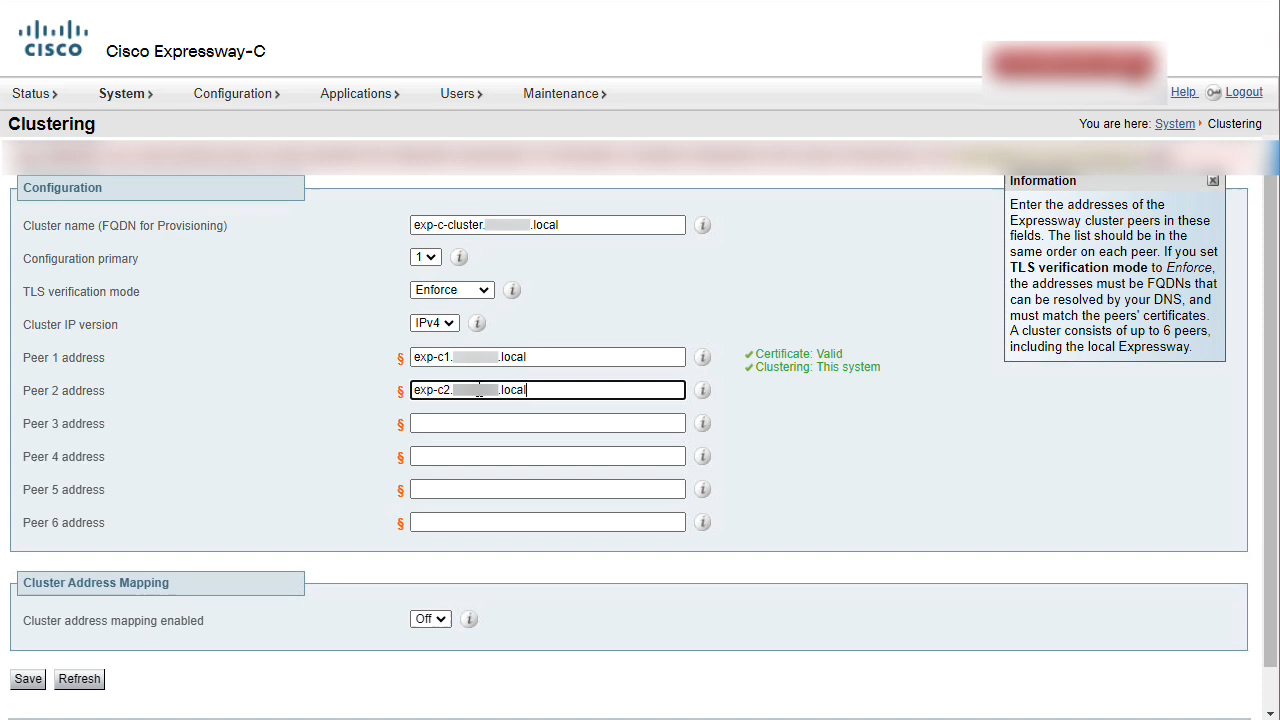 CISCO
Cisco Expressway-C
Status System Configuration Applications Users Maintenance Help Logout
Clustering You are here: System Clustering
Configuration
Information
Enter the addresses of the
Expressway cluster peers in these
fields. The list should be in the
same order on each peer. If you set
TLS verification mode to Enforce,
the addresses must be FQDNs that
can be resolved by your DNS, and
must match the peers' certificates.
A cluster consists of up to 6 peers,
including the local Expressway.
Cluster name (FQDN for Provisioning) exp-c-cluster. .local i
Configuration primary 1 i
TLS verification mode Enforce i
Cluster IP version IPv4 i
Peer 1 address § exp-c1. .local i
Certificate: Valid
Clustering: This system
Peer 2 address § exp-c2. .local i
Peer 3 address § i
Peer 4 address § i
Peer 5 address § i
Peer 6 address § i
Cluster Address Mapping
Cluster address mapping enabled Off i
Save Refresh